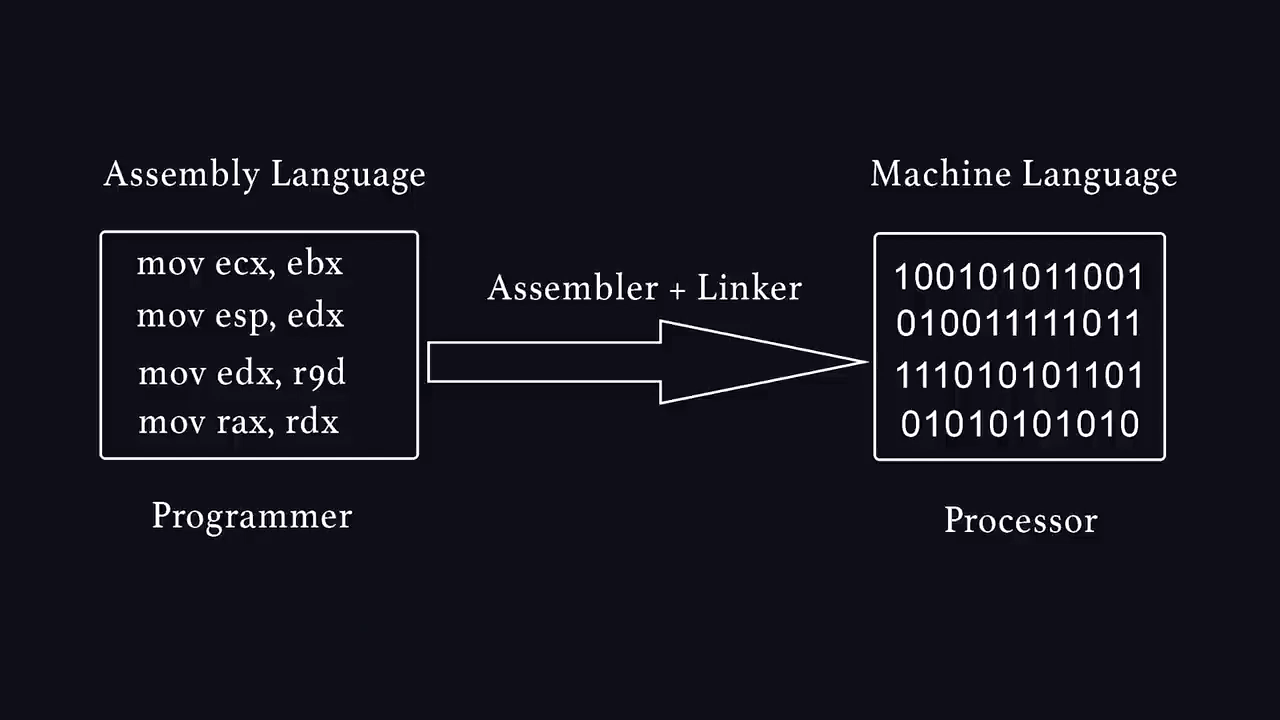 Assembly Language
mov ecx, ebx
mov esp, edx
mov edx, r9d
mov rax, rdx
Programmer
Assembler + Linker
Machine Language
100101011001
010011111011
111010101101
01010101010
Processor